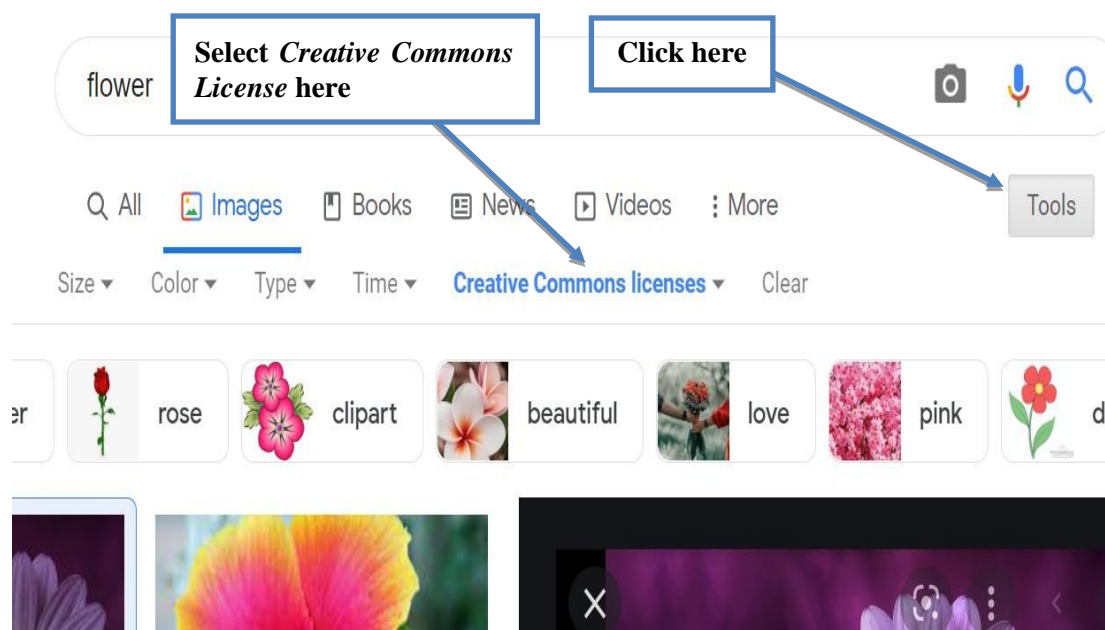 Select Creative Commons
License here
Click here
flower
All Images Books News Videos More
Tools
Size Color Type Time Creative Commons licenses Clear
er rose clipart beautiful love pink d